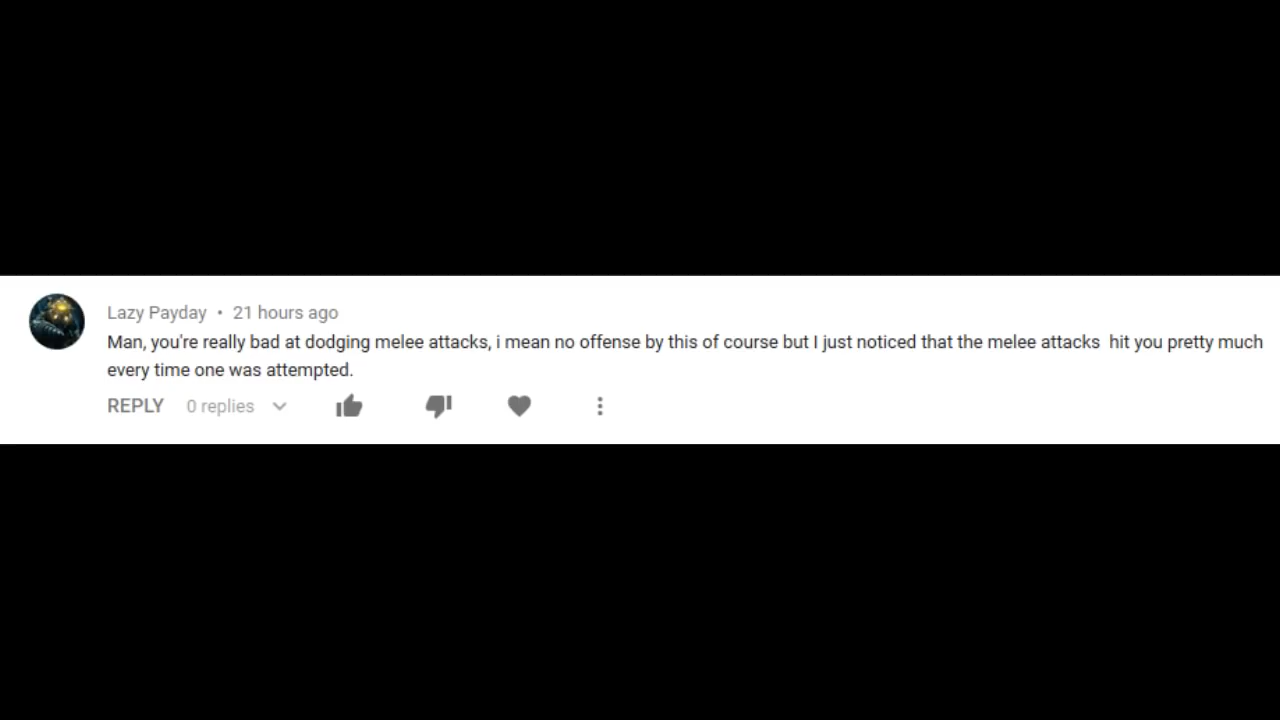 Lazy Payday • 21 hours ago
Man, you're really bad at dodging melee attacks, i mean no offense by this of course but I just noticed that the melee attacks  hit you pretty much
every time one was attempted.
REPLY 0 replies